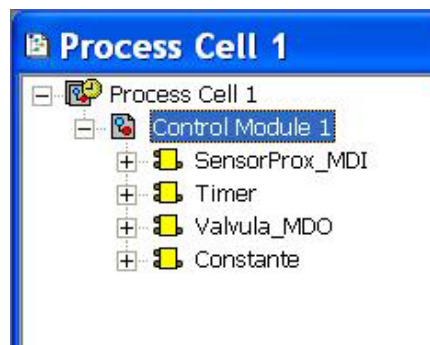 Process Cell 1
Process Cell 1
Control Module 1
SensorProx_MDI
Timer
Valvula_MDO
Constante